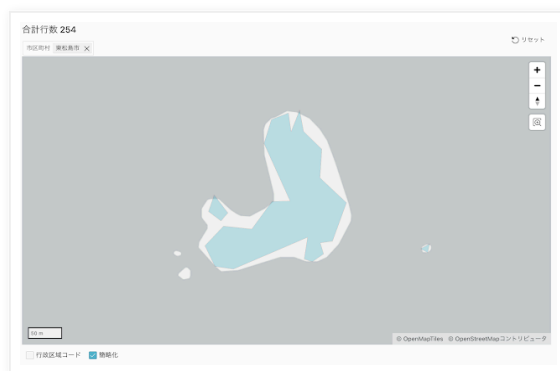 合計行数 254
リセット
市区町村 東松島市 ×
+
−
50 m
© OpenMapTiles © OpenStreetMapコントリビュータ
行政区域コード 簡略化